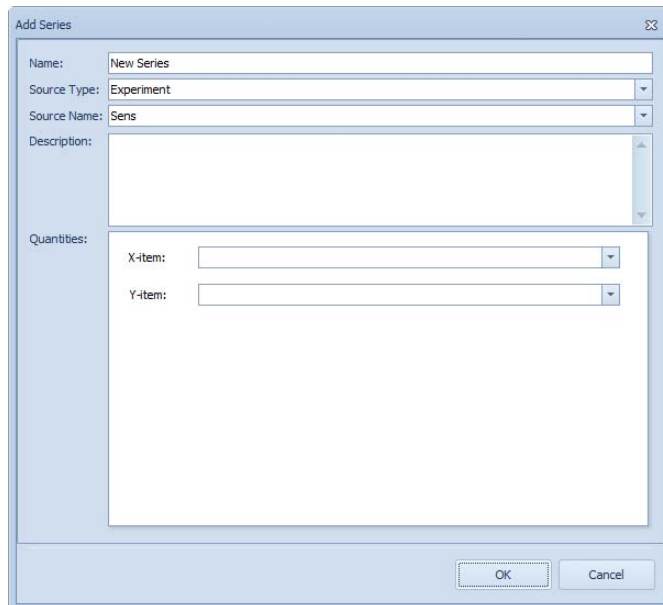 Add Series
Name: New Series
Source Type: Experiment
Source Name: Sens
Description:
Quantities:
X-item:
Y-item:
OK Cancel